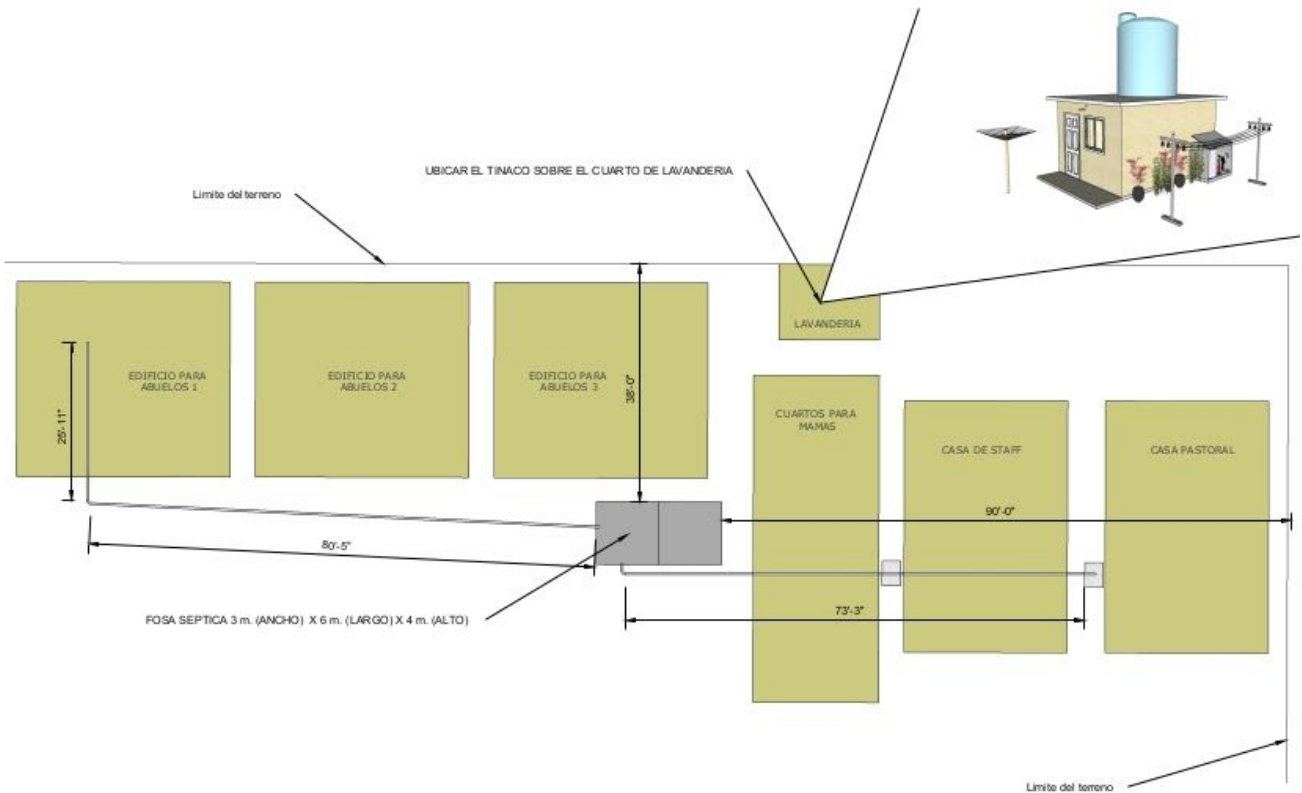 UBICAR EL TINACO SOBRE EL CUARTO DE LAVANDERIA
Limite del terreno
LAVANDERIA
EDIFICIO PARA
ABUELOS 1
EDIFICIO PARA
ABUELOS 2
EDIFICIO PARA
ABUELOS 3
38'-0"
25'-11"
CUARTOS PARA
MAMAS
CASA DE STAFF
CASA PASTORAL
90'-0"
80'-5"
73'-3"
FOSA SEPTICA 3 m. (ANCHO) X 6 m. (LARGO) X 4 m. (ALTO)
Limite del terreno